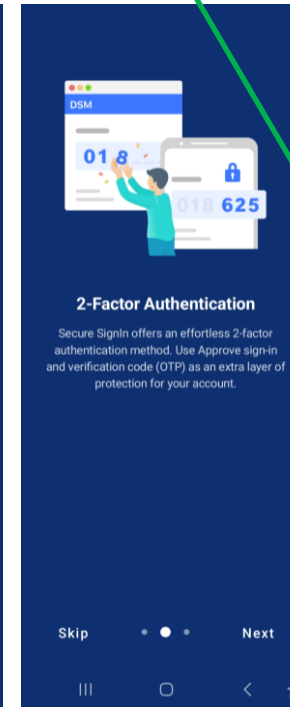 DSM
01 8
018 625
2-Factor Authentication
Secure SignIn offers an effortless 2-factor
authentication method. Use Approve sign-in
and verification code (OTP) as an extra layer of
protection for your account.
Skip
Next